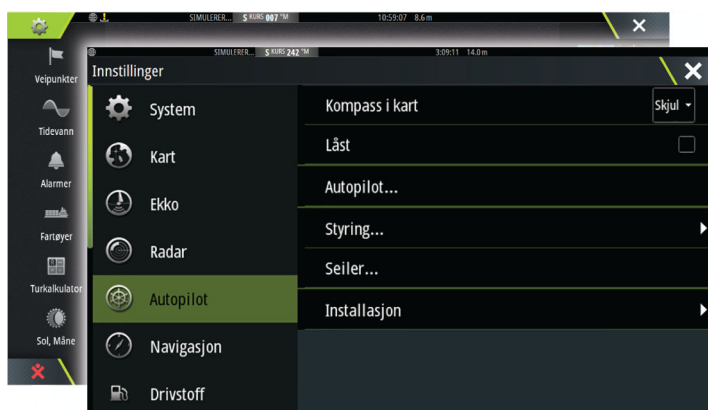 SIMULERER... S KURS 007 °M 10:59:07 8.6 m
Veipunkter
Tidevann
Alarmer
Fartøyer
Turkalkulator
Sol, Måne
SIMULERER... S KURS 242 °M 3:09:11 14.0 m
Innstillinger
System
Kart
Ekko
Radar
Autopilot
Navigasjon
Drivstoff
Kompass i kart Skjul
Låst
Autopilot...
Styring...
Seiler...
Installasjon